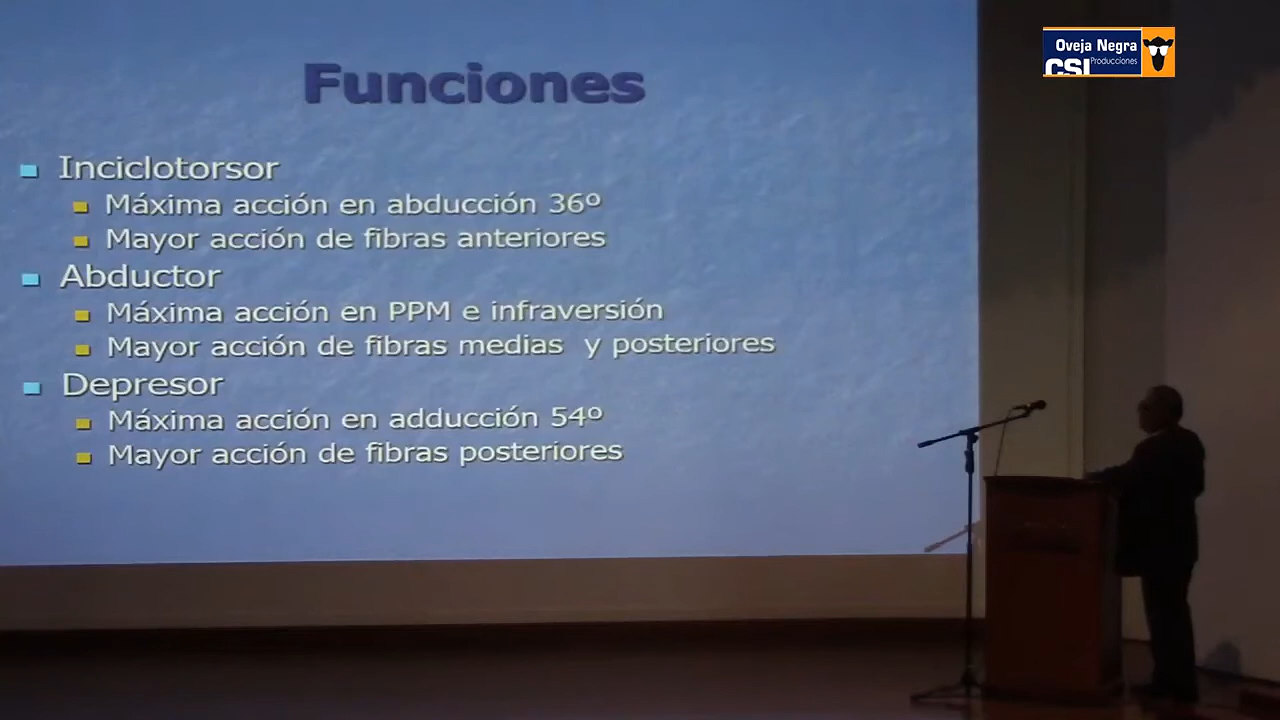 Funciones
Inciclotorsor
Máxima acción en abducción 36º
Mayor acción de fibras anteriores
Abductor
Máxima acción en PPM e infraversión
Mayor acción de fibras medias y posteriores
Depresor
Máxima acción en adducción 54º
Mayor acción de fibras posteriores
Oveja Negra
CSI Producciones